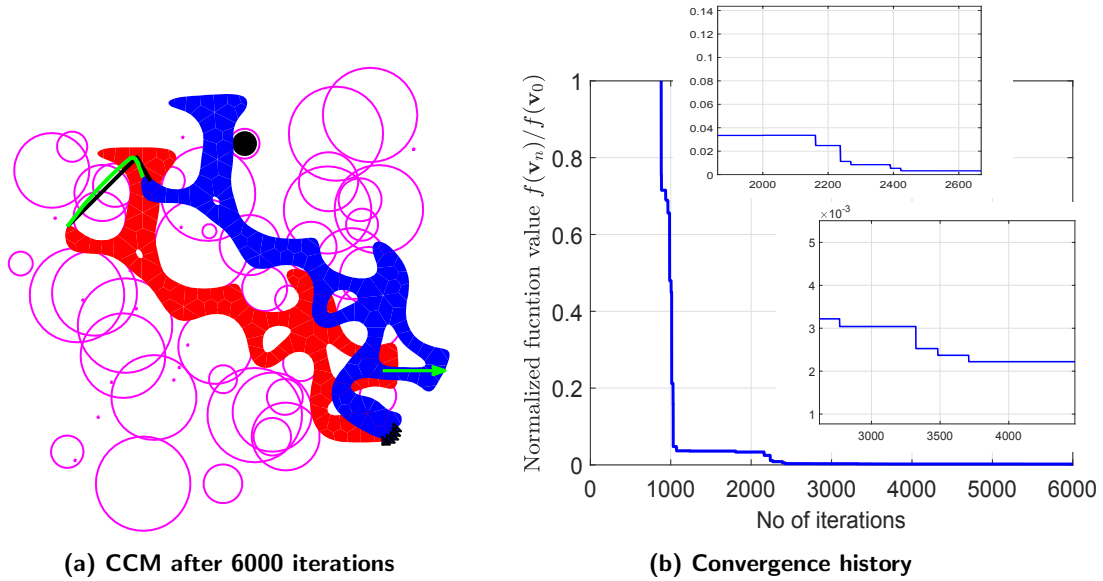 0.14
0.12
0.1
0.08
0.06
0.04
0.02
0
2000 2200 2400 2600
Normalized fucntion value f(v_n)/f(v_0)
1
0.8
0.6
0.4
0.2
0
×10⁻³
5
4
3
2
1
3000 3500 4000
0 1000 2000 3000 4000 5000 6000
No of iterations
(a) CCM after 6000 iterations
(b) Convergence history